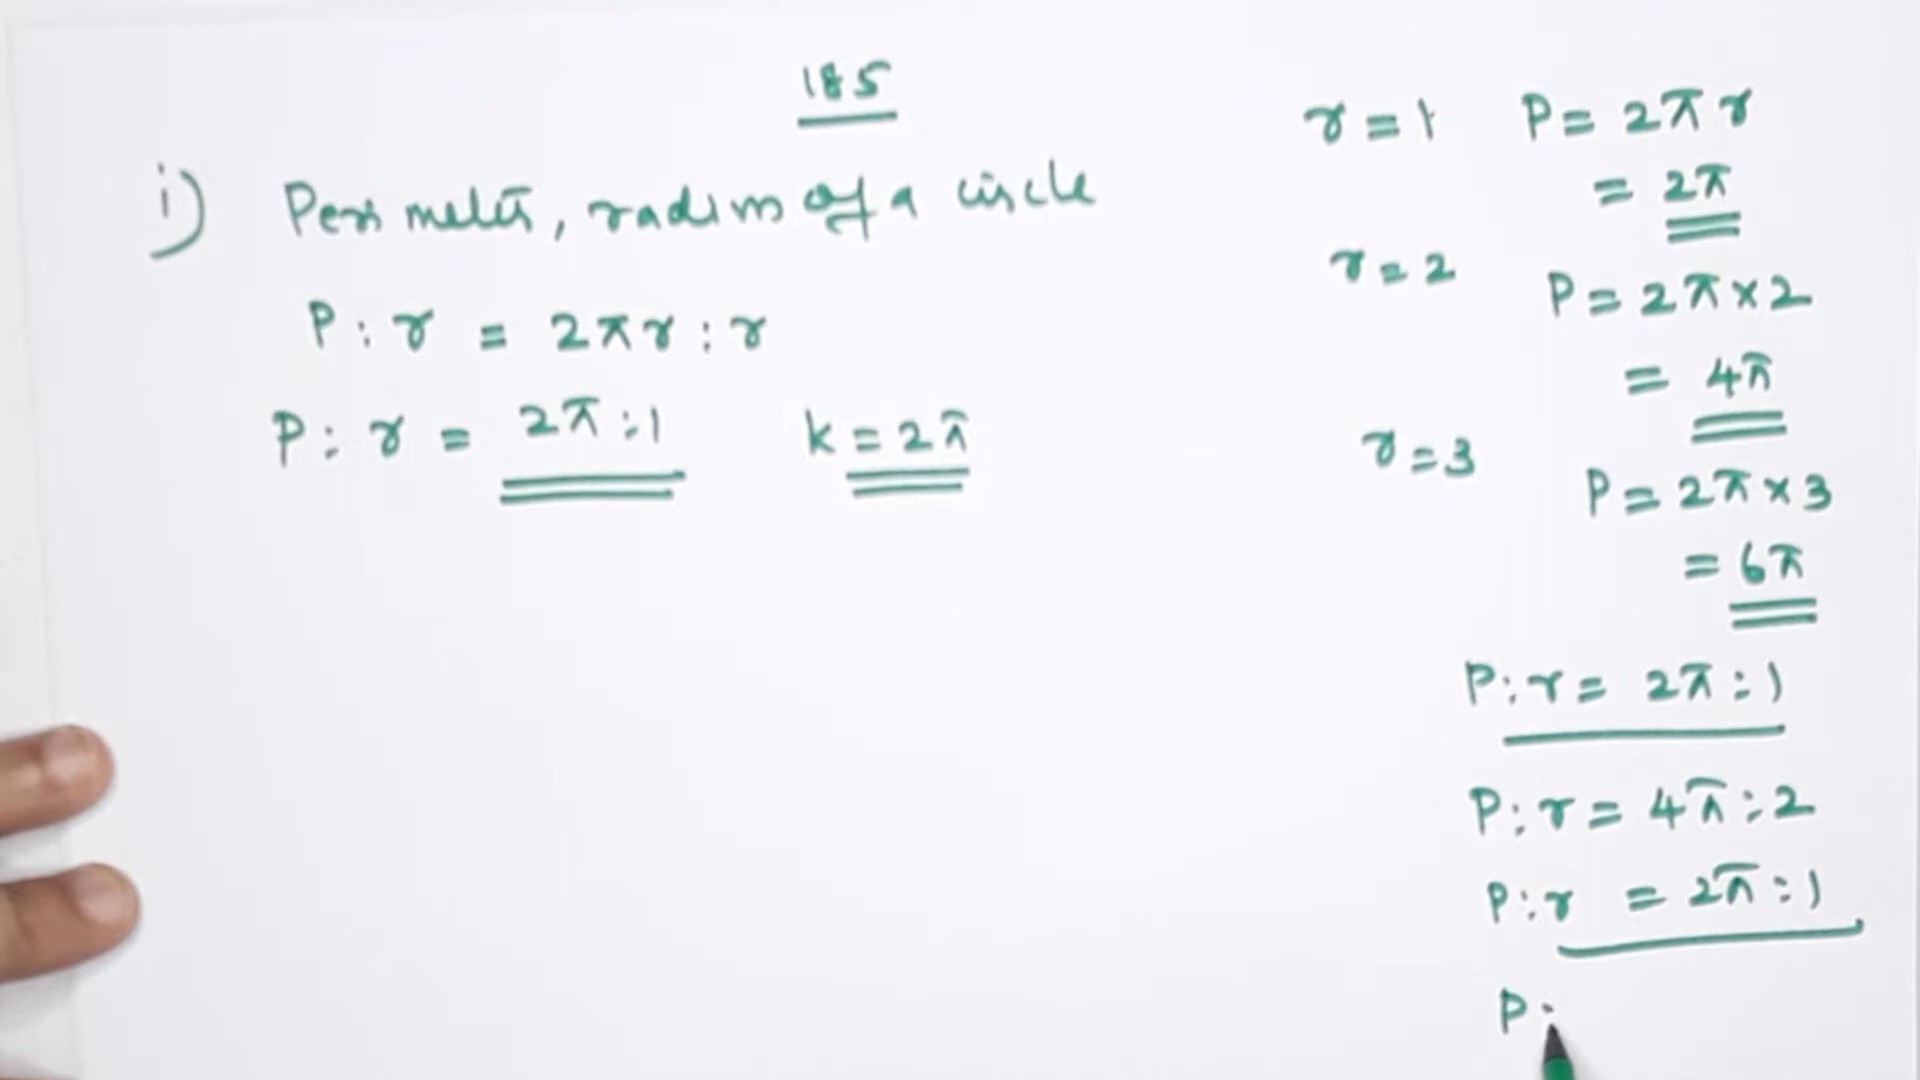 185
i) Perimeter, radius of a circle
P : r = 2πr : r
P : r = 2π : 1 k = 2π
r = 1 P = 2πr
= 2π
r = 2 P = 2π × 2
= 4π
r = 3 P = 2π × 3
= 6π
P : r = 2π : 1
P : r = 4π : 2
P : r = 2π : 1
P :